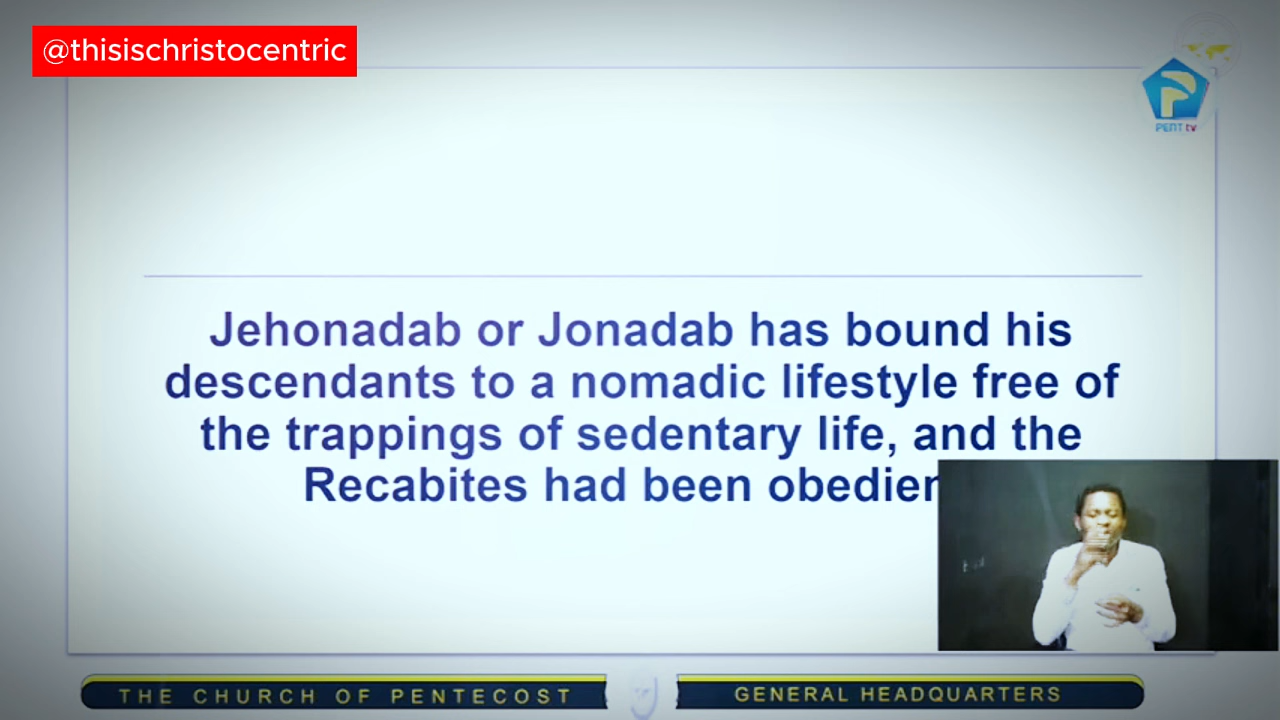 @thisischristocentric
PENT tv
Jehonadab or Jonadab has bound his
descendants to a nomadic lifestyle free of
the trappings of sedentary life, and the
Recabites had been obedien
THE CHURCH OF PENTECOST
GENERAL HEADQUARTERS